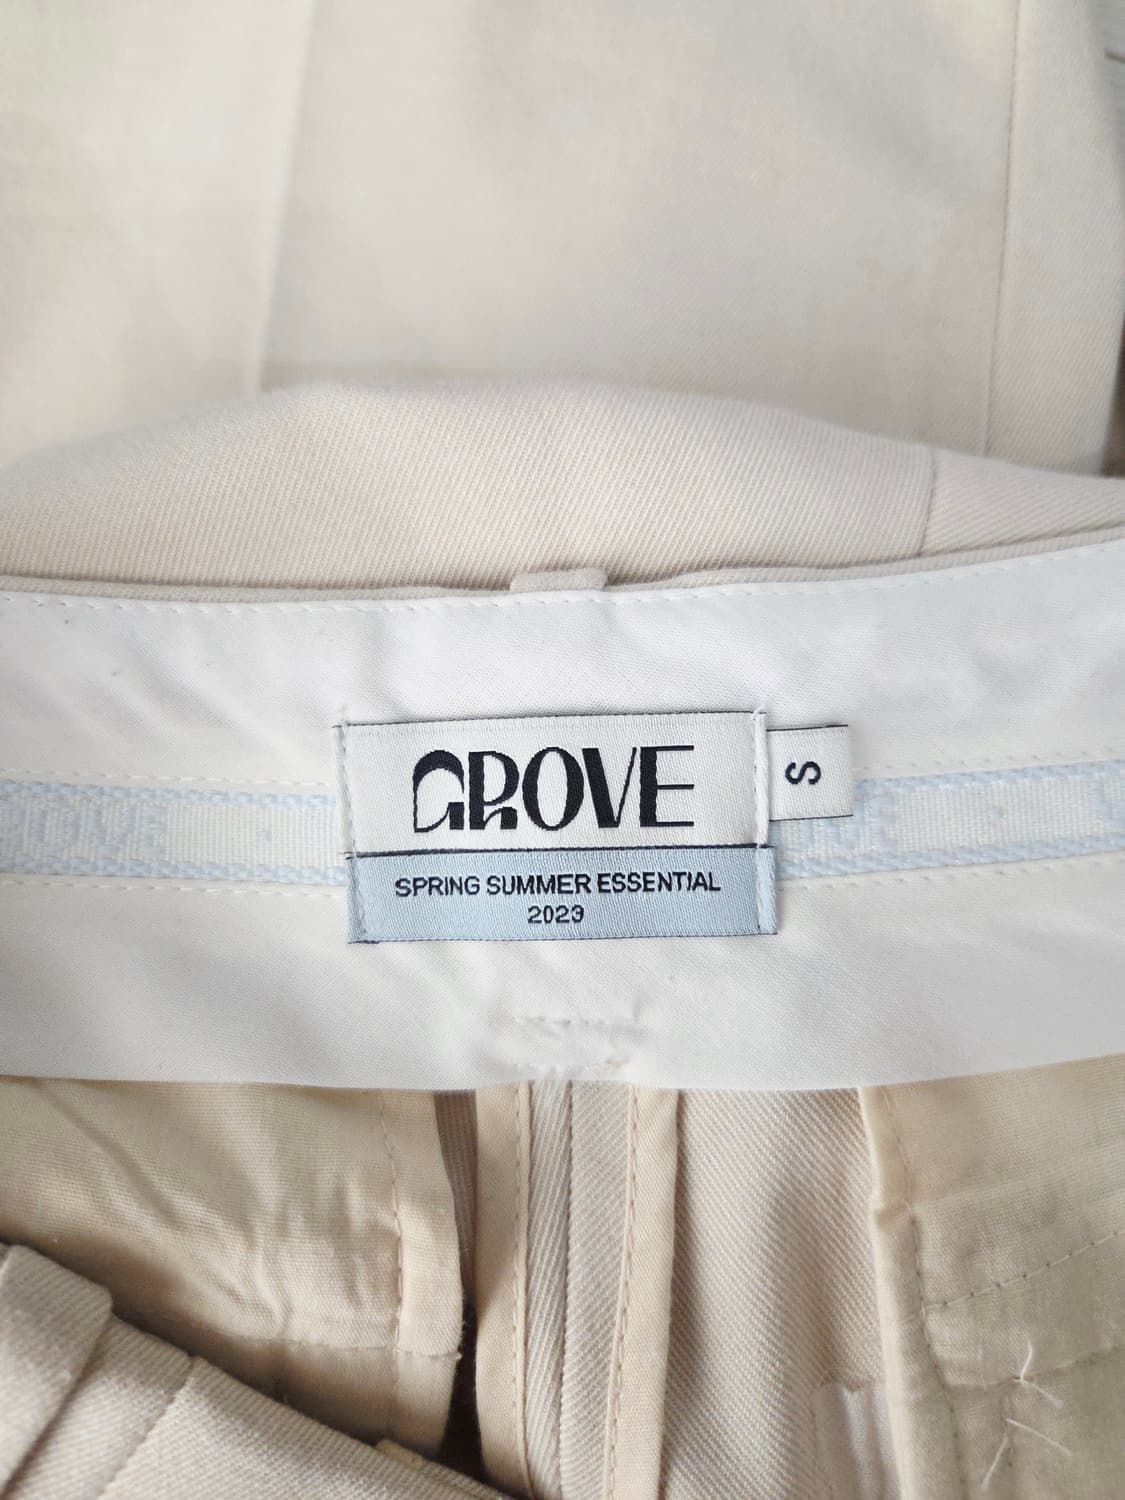 GROVE
S
SPRING SUMMER ESSENTIAL
2023